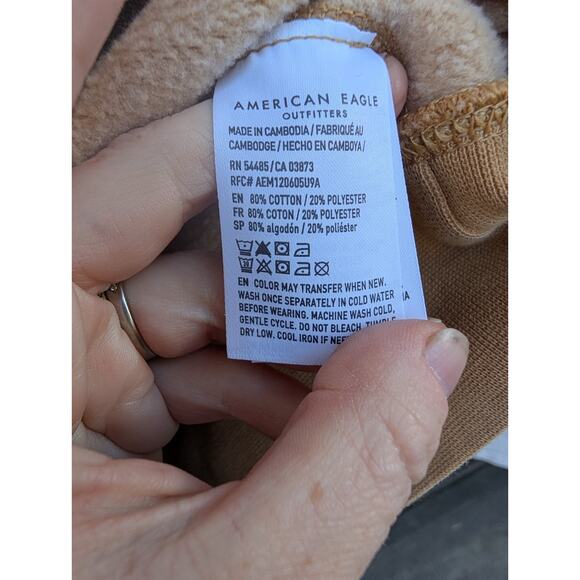 AMERICAN EAGLE
OUTFITTERS
MADE IN CAMBODIA / FABRIQUÉ AU
CAMBODGE / HECHO EN CAMBOYA /
RN 54485 / CA 03873
RFC# AEM120605U9A
EN 80% COTTON / 20% POLYESTER
FR 80% COTON / 20% POLYESTER
SP 80% algodón / 20% poliéster
EN COLOR MAY TRANSFER WHEN NEW.
WASH ONCE SEPARATELY IN COLD WATER
BEFORE WEARING. MACHINE WASH COLD,
GENTLE CYCLE. DO NOT BLEACH. TUMBLE
DRY LOW. COOL IRON IF